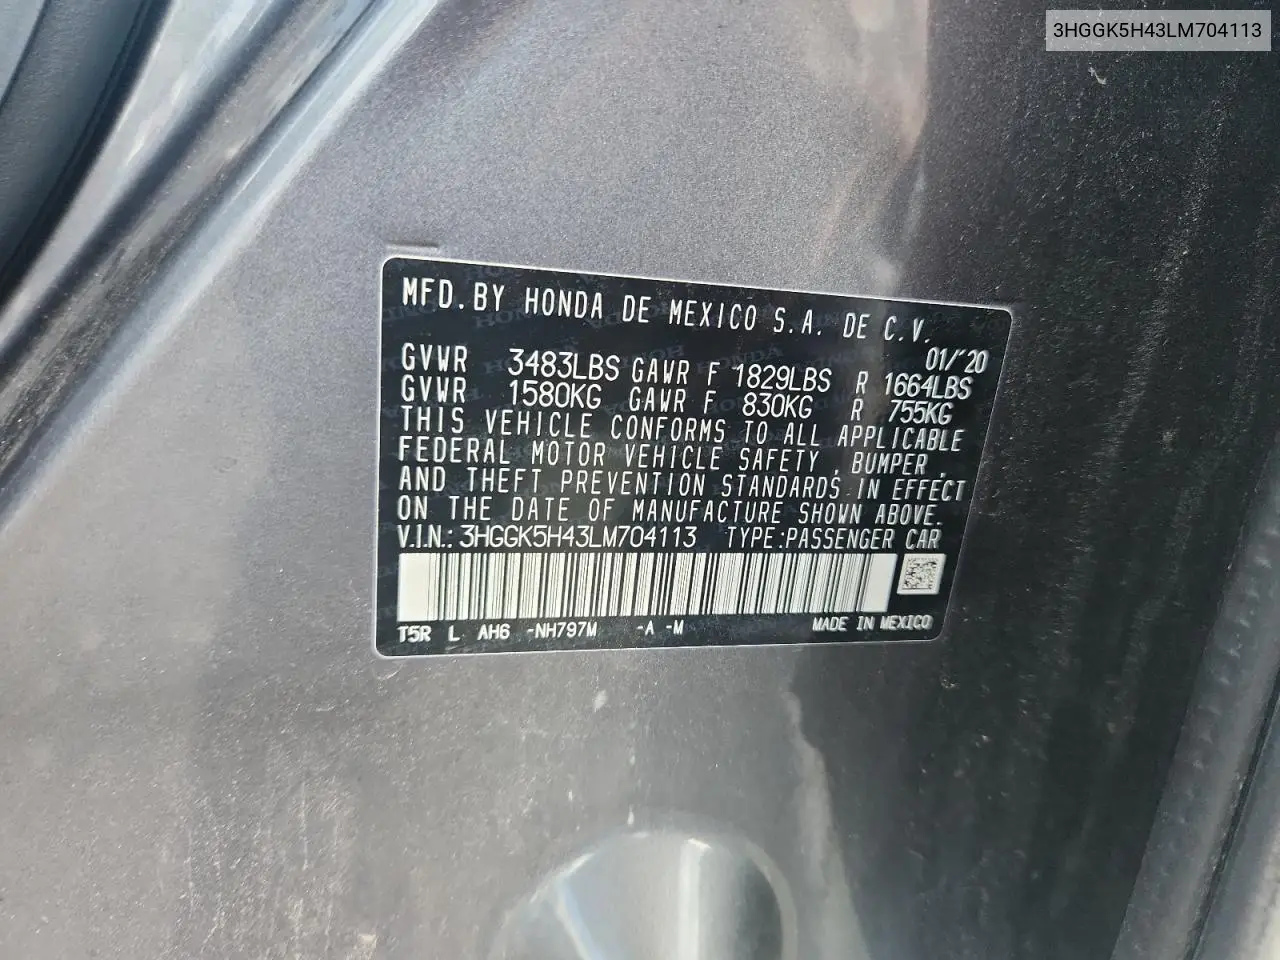 3HGGK5H43LM704113
MFD.BY HONDA DE MEXICO S.A. DE C.V.
01/'20
GVWR 3483LBS GAWR F 1829LBS R 1664LBS
GVWR 1580KG GAWR F 830KG R 755KG
THIS VEHICLE CONFORMS TO ALL APPLICABLE
FEDERAL MOTOR VEHICLE SAFETY , BUMPER ,
AND THEFT PREVENTION STANDARDS IN EFFECT
ON THE DATE OF MANUFACTURE SHOWN ABOVE.
V.I.N.: 3HGGK5H43LM704113 TYPE:PASSENGER CAR
T5R L AH6 -NH797M -A -M MADE IN MEXICO